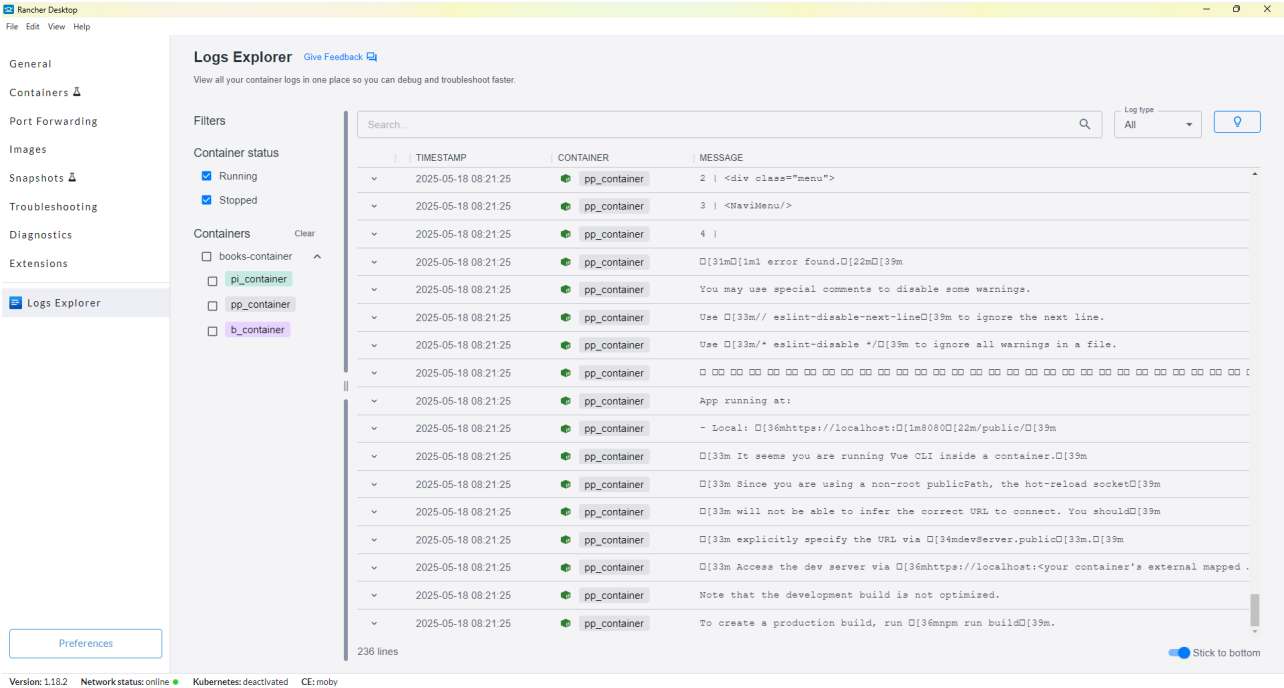 Rancher Desktop
File Edit View Help
General
Containers
Port Forwarding
Images
Snapshots
Troubleshooting
Diagnostics
Extensions
Logs Explorer
Preferences
Logs Explorer Give Feedback
View all your container logs in one place so you can debug and troubleshoot faster.
Filters
Container status
Running
Stopped
Containers Clear
books-container
pi_container
pp_container
b_container
Search...
Log type
All
TIMESTAMP CONTAINER MESSAGE
2025-05-18 08:21:25 pp_container 2 | <div class="menu">
2025-05-18 08:21:25 pp_container 3 | <NaviMenu/>
2025-05-18 08:21:25 pp_container 4 |
2025-05-18 08:21:25 pp_container □[31m□[1m1 error found.□[22m□[39m
2025-05-18 08:21:25 pp_container You may use special comments to disable some warnings.
2025-05-18 08:21:25 pp_container Use □[33m// eslint-disable-next-line□[39m to ignore the next line.
2025-05-18 08:21:25 pp_container Use □[33m/* eslint-disable */□[39m to ignore all warnings in a file.
2025-05-18 08:21:25 pp_container □ □□ □□ □□ □□ □□ □□ □□ □□ □□ □□ □□ □□ □□ □□ □□ □□ □□ □□ □□ □□ □□ □□ □□ □□ □□ □□ □□ □□ □□ □
2025-05-18 08:21:25 pp_container App running at:
2025-05-18 08:21:25 pp_container - Local: □[36mhttps://localhost:□[1m8080□[22m/public/□[39m
2025-05-18 08:21:25 pp_container □[33m It seems you are running Vue CLI inside a container.□[39m
2025-05-18 08:21:25 pp_container □[33m Since you are using a non-root publicPath, the hot-reload socket□[39m
2025-05-18 08:21:25 pp_container □[33m will not be able to infer the correct URL to connect. You should□[39m
2025-05-18 08:21:25 pp_container □[33m explicitly specify the URL via □[34mdevServer.public□[33m.□[39m
2025-05-18 08:21:25 pp_container □[33m Access the dev server via □[36mhttps://localhost:<your container's external mapped .
2025-05-18 08:21:25 pp_container Note that the development build is not optimized.
2025-05-18 08:21:25 pp_container To create a production build, run □[36mnpm run build□[39m.
236 lines
Stick to bottom
Version: 1.18.2 Network status: online Kubernetes: deactivated CE: moby